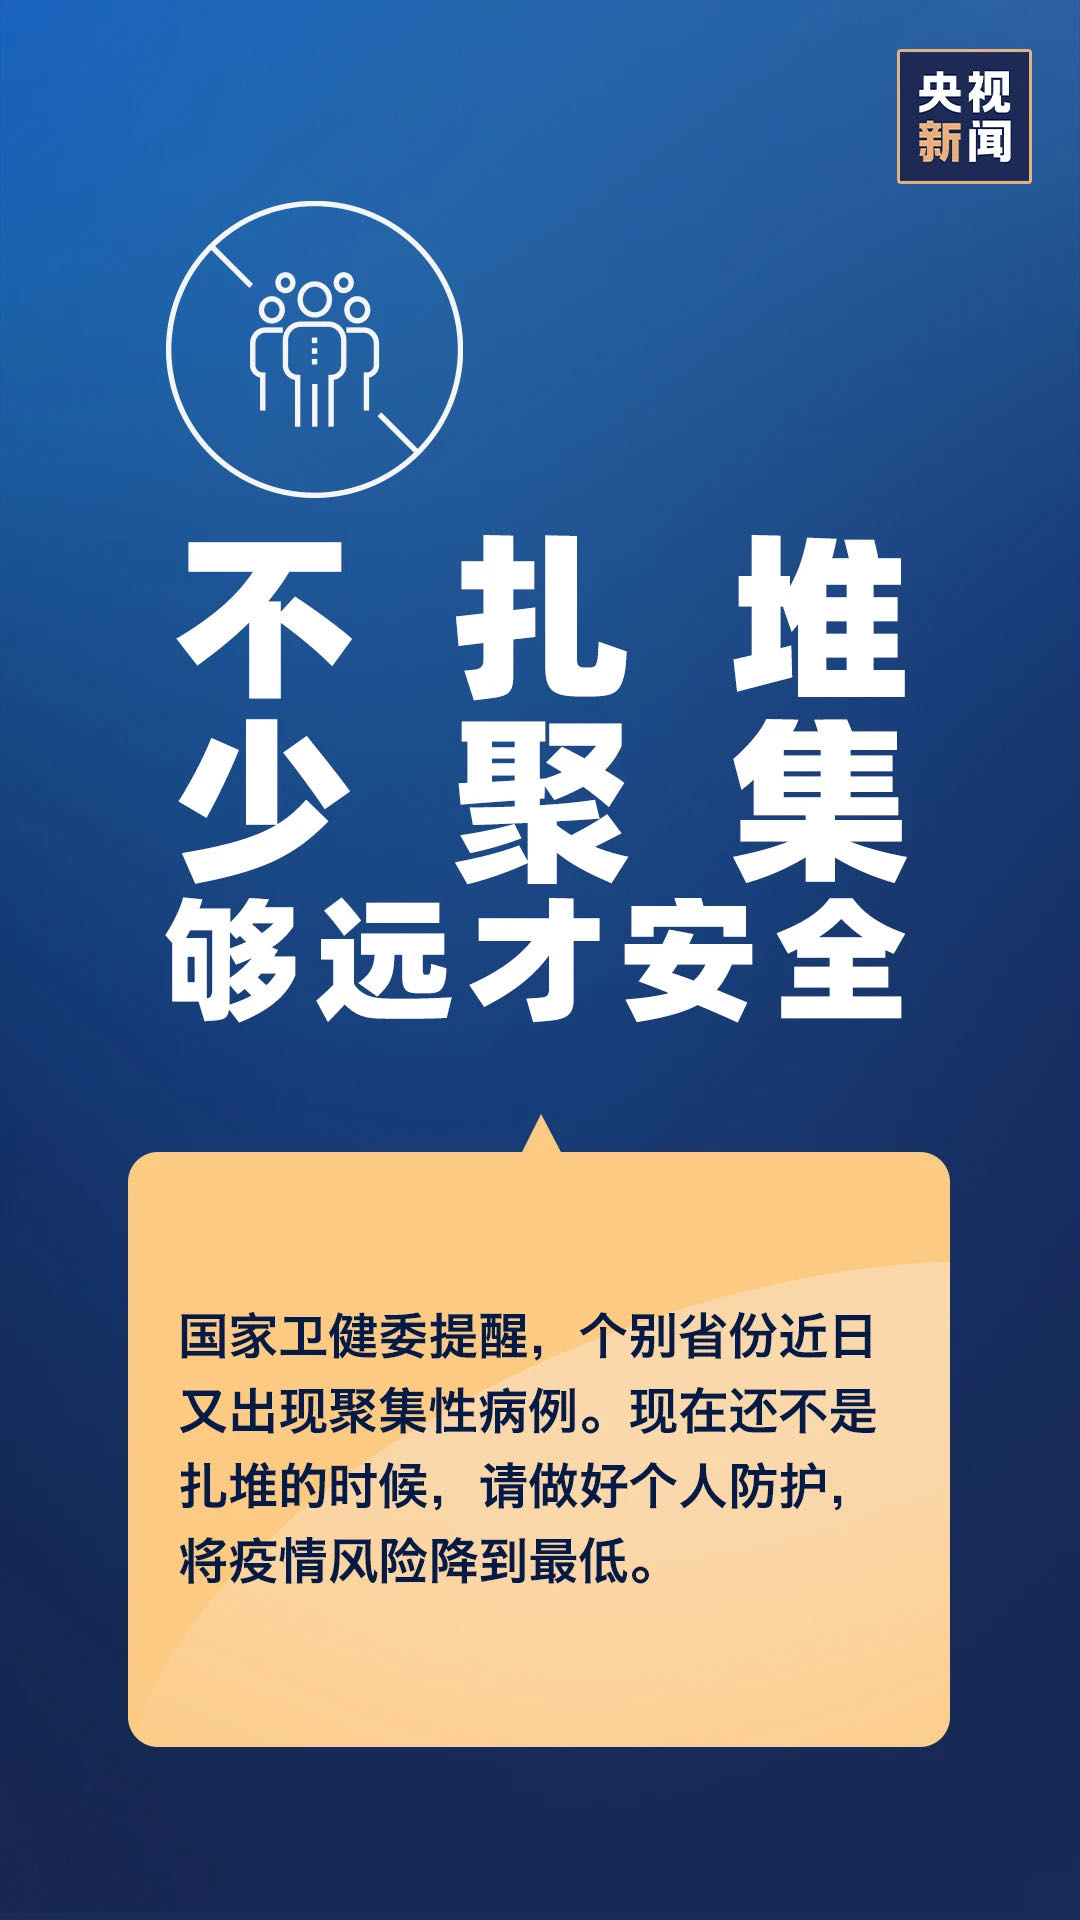 央视
新闻
不扎堆
少聚集
够远才安全
国家卫健委提醒，个别省份近日
又出现聚集性病例。现在还不是
扎堆的时候，请做好个人防护，
将疫情风险降到最低。